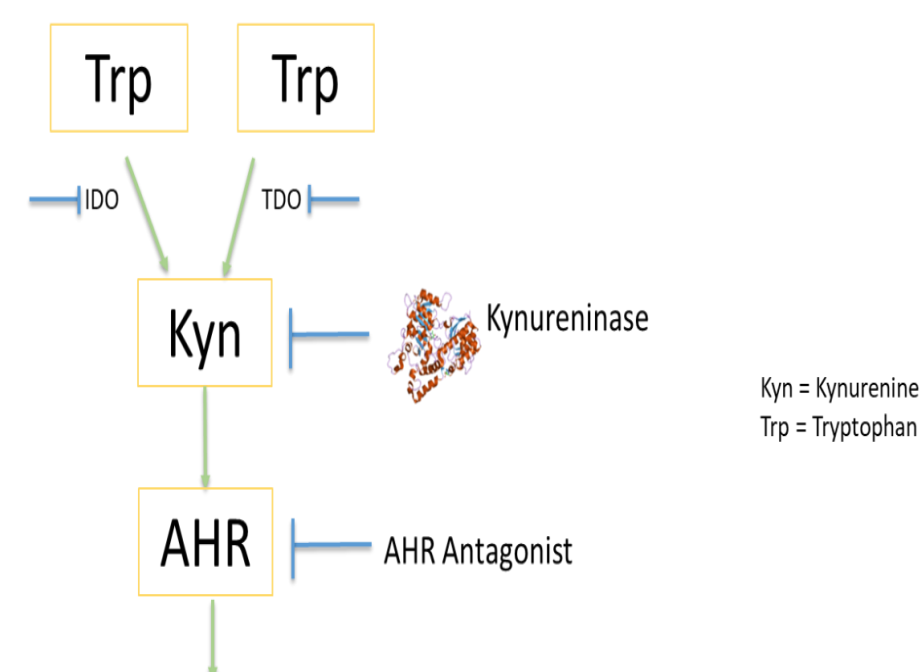 Trp
Trp
IDO
TDO
Kyn
Kynureninase
Kyn = Kynurenine
Trp = Tryptophan
AHR
AHR Antagonist